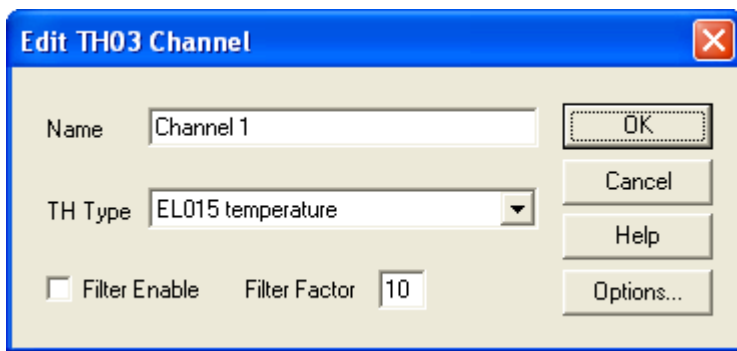 Edit TH03 Channel
Name
Channel 1
OK
Cancel
TH Type
EL015 temperature
Help
Filter Enable
Filter Factor
10
Options...